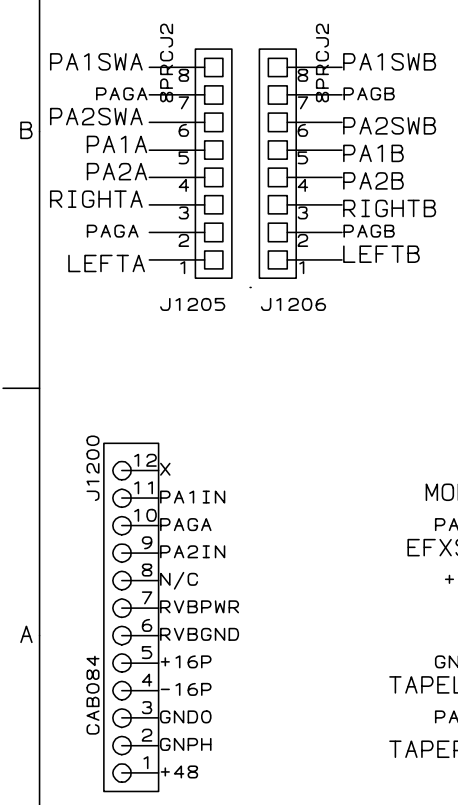 8PRCJ2
PA1SWA 8
PAGA 7
PA2SWA 6
PA1A 5
PA2A 4
RIGHTA 3
PAGA 2
LEFTA 1
J1205
8PRCJ2
8 PA1SWB
7 PAGB
6 PA2SWB
5 PA1B
4 PA2B
3 RIGHTB
2 PAGB
1 LEFTB
J1206
B
J1200
12 X
11 PA1IN
10 PAGA
9 PA2IN
8 N/C
7 RVBPWR
6 RVBGND
5 +16P
4 -16P
3 GNDO
2 GNPH
1 +48
CAB084
A
+